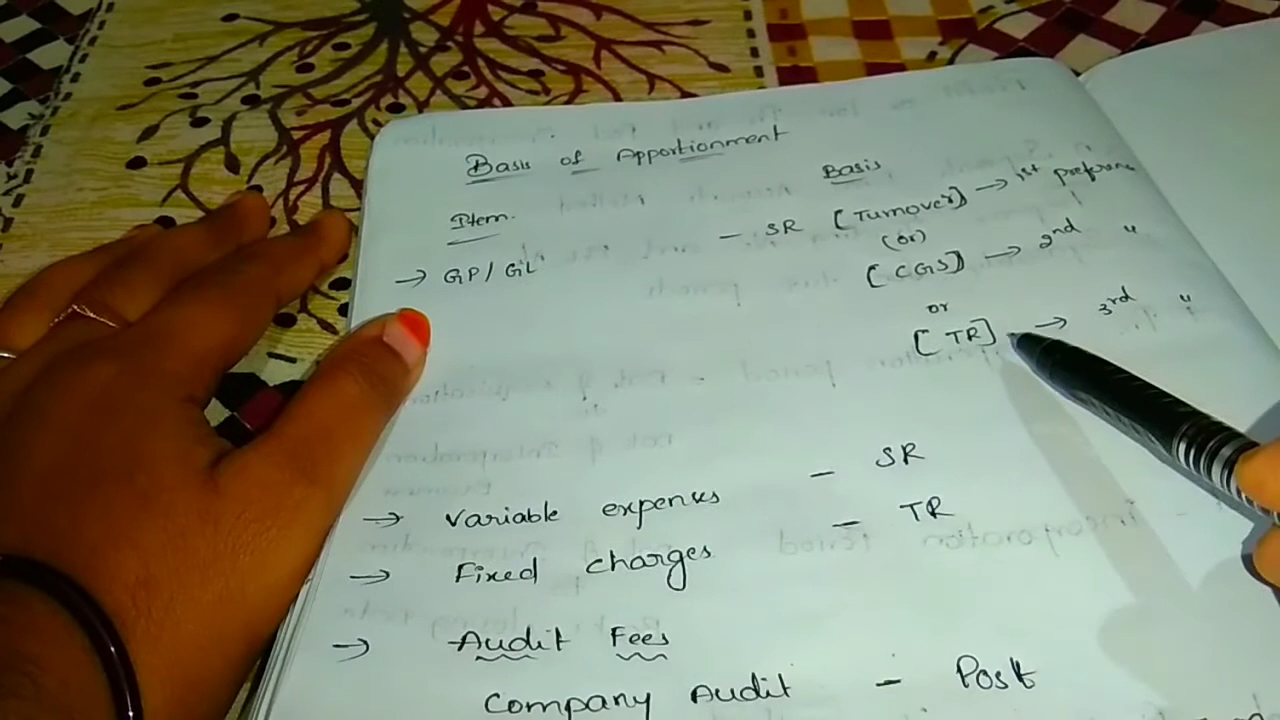 Basis of Apportionment
Item. Basis
→ GP/GL - SR [Turnover] → 1st preference
(or)
[CGS] → 2nd "
or
[TR] → 3rd "
→ Variable expenses - SR
→ Fixed charges - TR
→ Audit Fees
Company Audit - Post